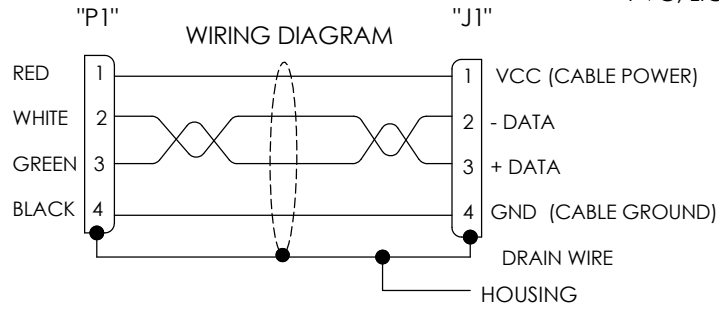 "P1" "J1"
WIRING DIAGRAM
RED 1 1 VCC (CABLE POWER)
WHITE 2 2 - DATA
GREEN 3 3 + DATA
BLACK 4 4 GND (CABLE GROUND)
DRAIN WIRE
HOUSING